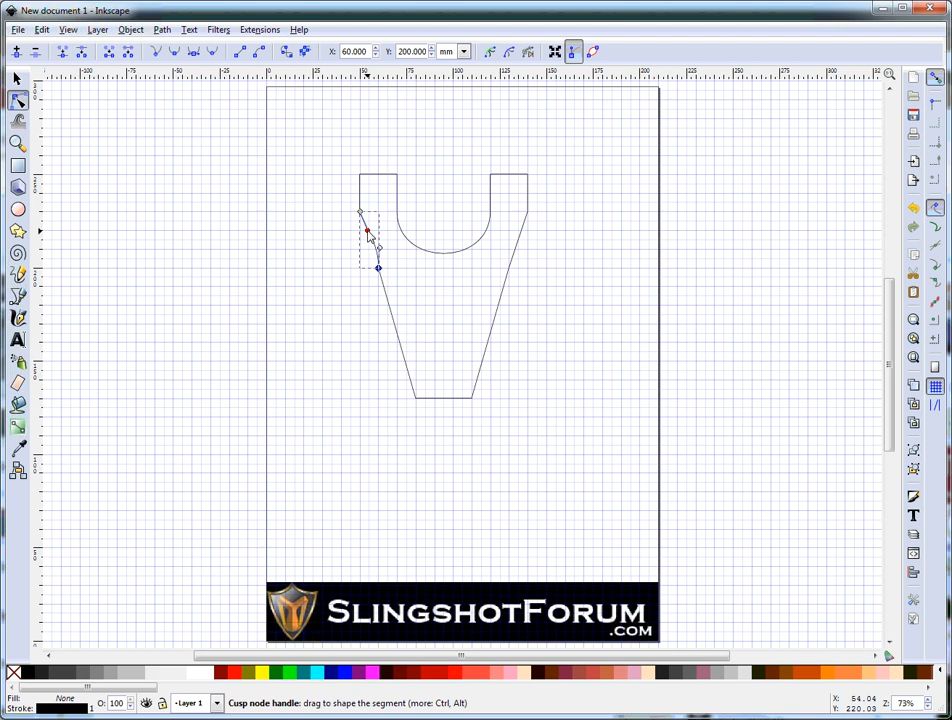 New document 1 - Inkscape
File Edit View Layer Object Path Text Filters Extensions Help
X: 60.000 Y: 200.000 mm
SLINGSHOTFORUM
.COM
Fill: None
Stroke: 1
O: 100
Layer 1
Cusp node handle: drag to shape the segment (more: Ctrl, Alt)
X: 54.04
Y: 220.03
Z: 73%